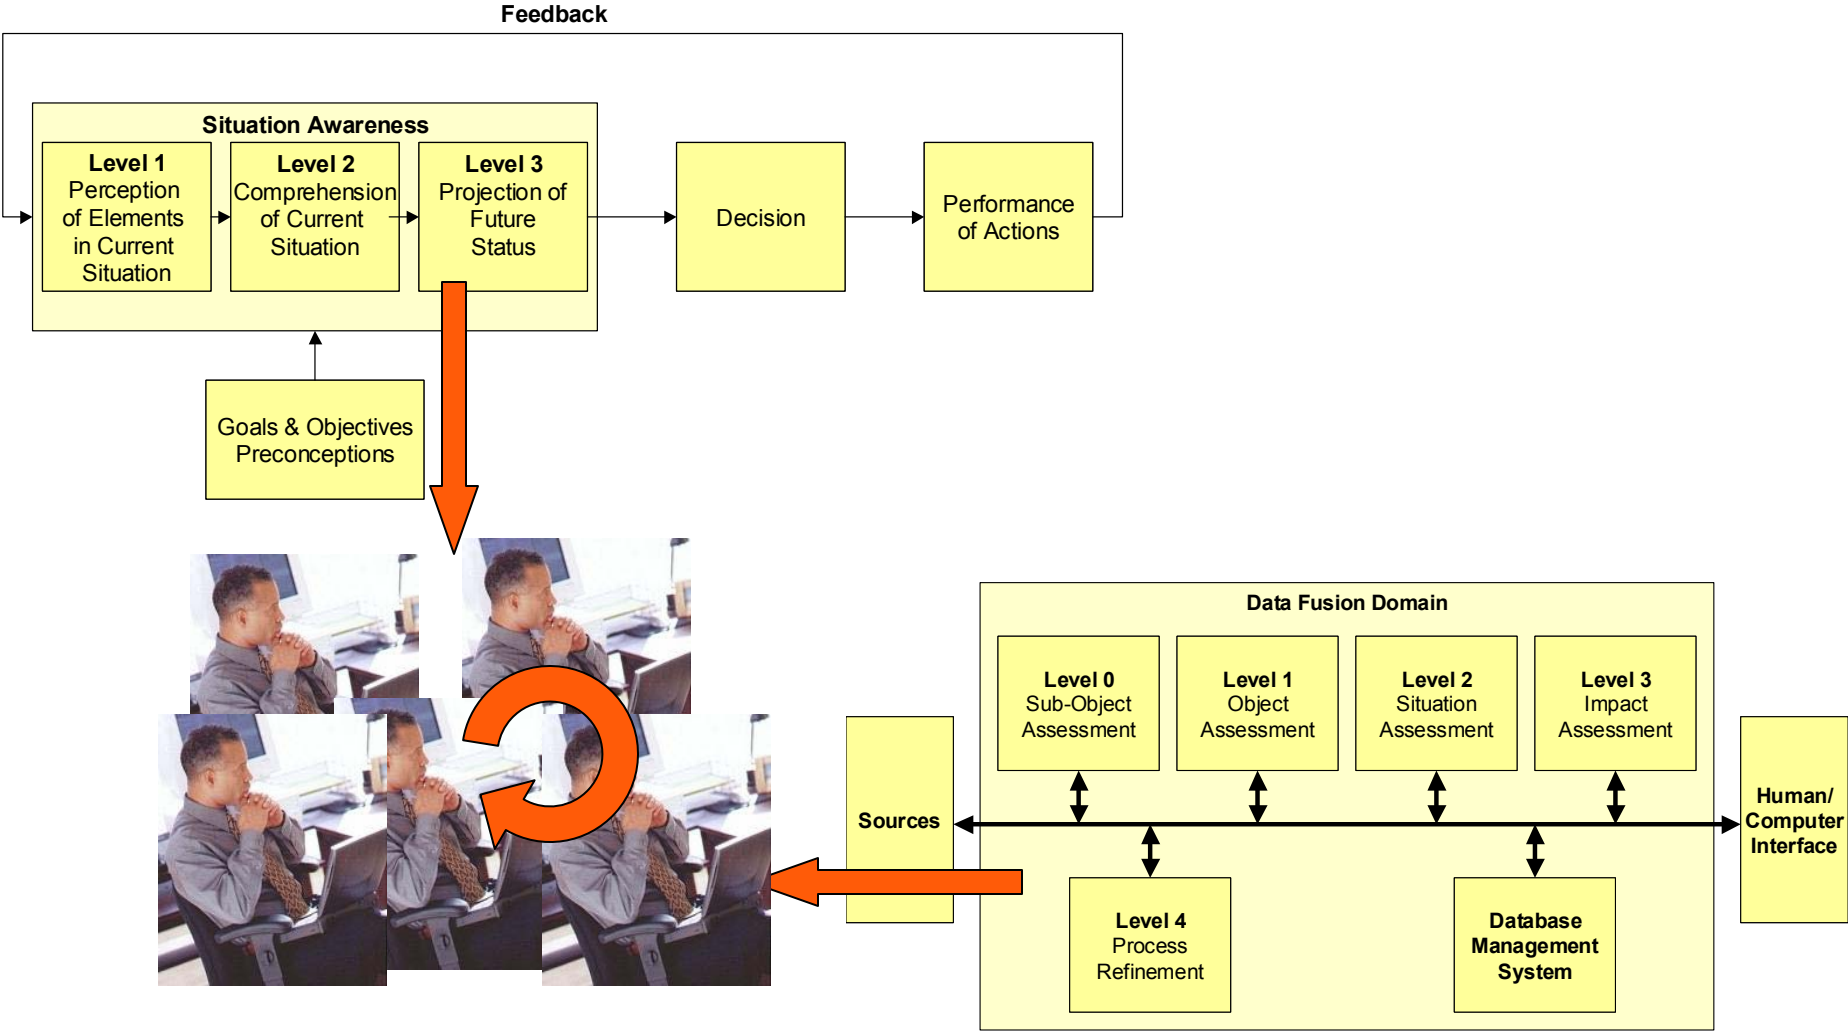 Feedback
Situation Awareness
Level 1
Perception
of Elements
in Current
Situation
Level 2
Comprehension
of Current
Situation
Level 3
Projection of
Future
Status
Decision
Performance
of Actions
Goals & Objectives
Preconceptions
Data Fusion Domain
Level 0
Sub-Object
Assessment
Level 1
Object
Assessment
Level 2
Situation
Assessment
Level 3
Impact
Assessment
Sources
Human/
Computer
Interface
Level 4
Process
Refinement
Database
Management
System